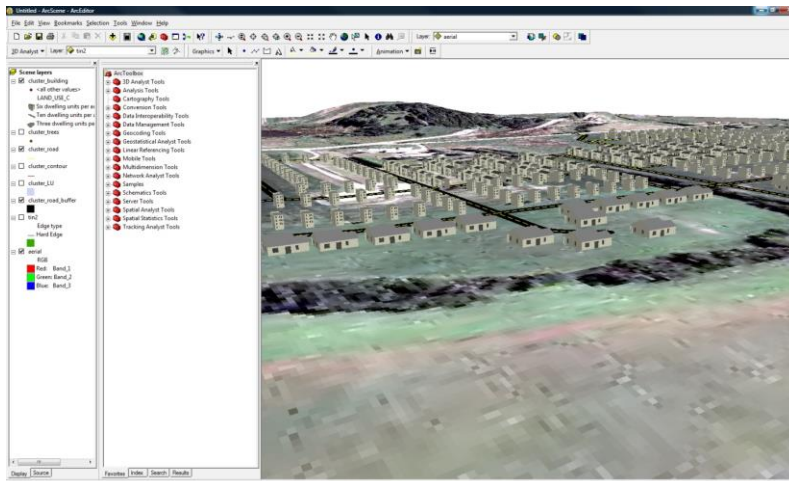 Untitled - ArcScene - ArcEditor
File Edit View Bookmarks Selection Tools Window Help
Layer: aerial
3D Analyst Layer: tin2 Graphics Animation
Scene layers
cluster_building
<all other values>
LAND_USE_C
Six dwelling units per
Ten dwelling units per
Three dwelling units pe
cluster_trees
cluster_road
cluster_contour
cluster_LU
cluster_road_buffer
tin2
Edge type
Hard Edge
aerial
RGB
Red: Band_1
Green: Band_2
Blue: Band_3
Display Source
ArcToolbox
3D Analyst Tools
Analysis Tools
Cartography Tools
Conversion Tools
Data Interoperability Tools
Data Management Tools
Geocoding Tools
Geostatistical Analyst Tools
Linear Referencing Tools
Mobile Tools
Multidimension Tools
Network Analyst Tools
Samples
Schematics Tools
Server Tools
Spatial Analyst Tools
Spatial Statistics Tools
Tracking Analyst Tools
Favorites Index Search Results